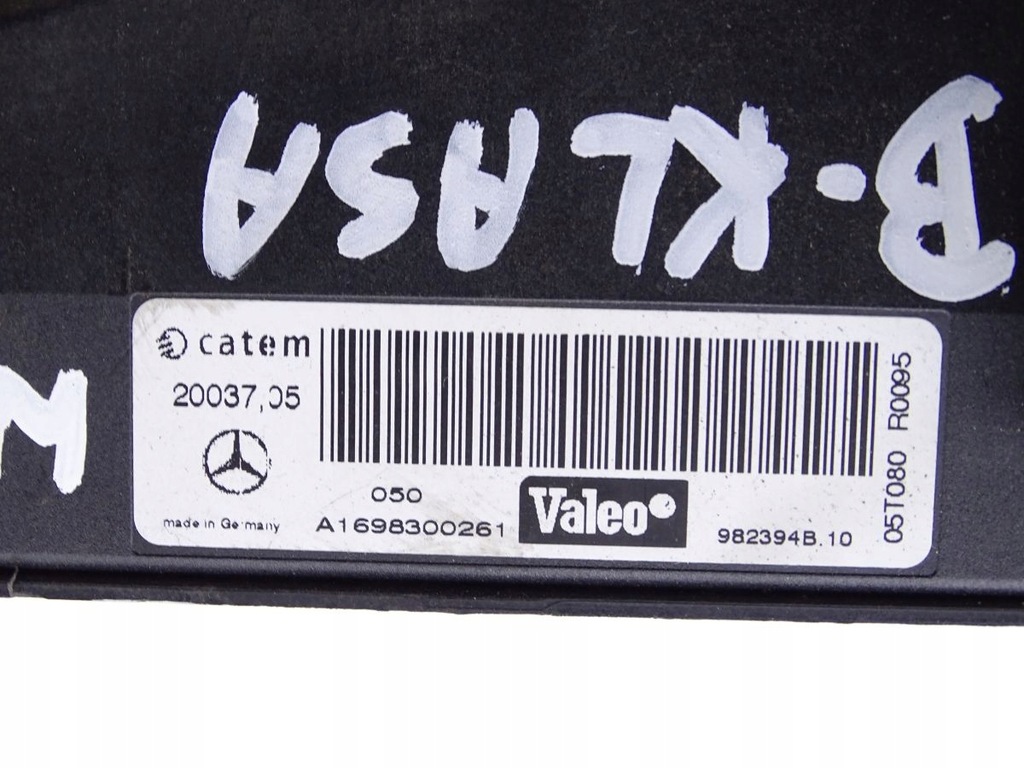 B-KLASA
catem
20037,05
050
made in Germany
A1698300261
Valeo
982394B.10
05T080 R0095